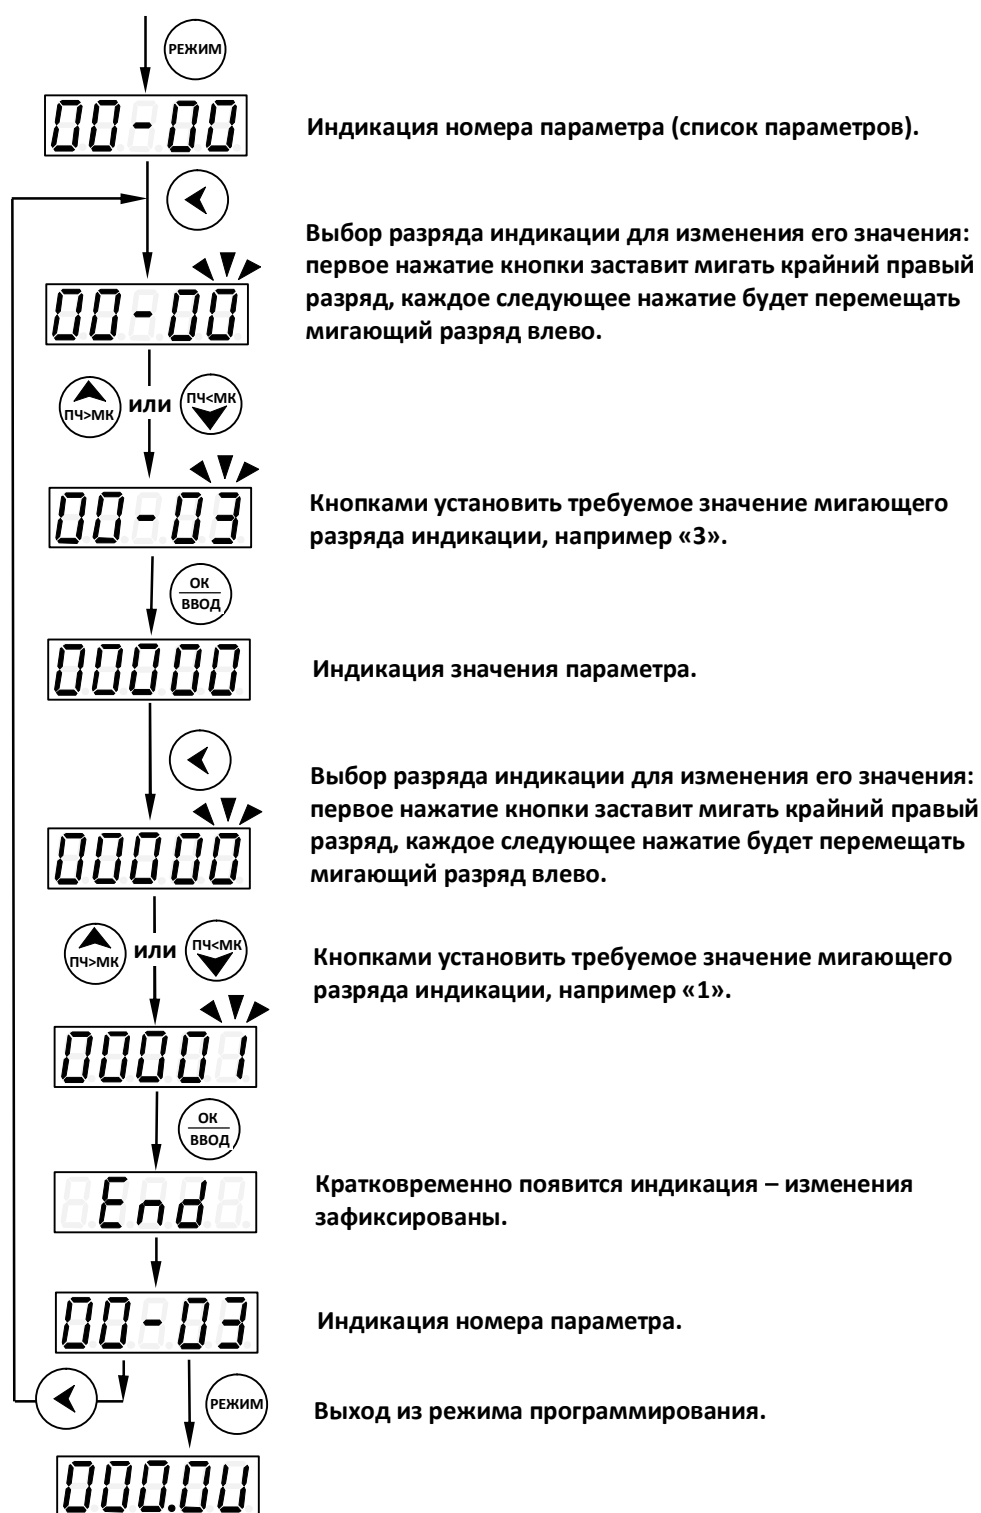 РЕЖИМ
00-00
Индикация номера параметра (список параметров).
Выбор разряда индикации для изменения его значения:
первое нажатие кнопки заставит мигать крайний правый
разряд, каждое следующее нажатие будет перемещать
мигающий разряд влево.
00-00
ПЧ>МК или ПЧ<МК
00-03
Кнопками установить требуемое значение мигающего
разряда индикации, например «3».
ОК
ВВОД
00000
Индикация значения параметра.
Выбор разряда индикации для изменения его значения:
первое нажатие кнопки заставит мигать крайний правый
разряд, каждое следующее нажатие будет перемещать
мигающий разряд влево.
00000
ПЧ>МК или ПЧ<МК
Кнопками установить требуемое значение мигающего
разряда индикации, например «1».
00001
ОК
ВВОД
End
Кратковременно появится индикация – изменения
зафиксированы.
00-03
Индикация номера параметра.
РЕЖИМ
Выход из режима программирования.
000.0U